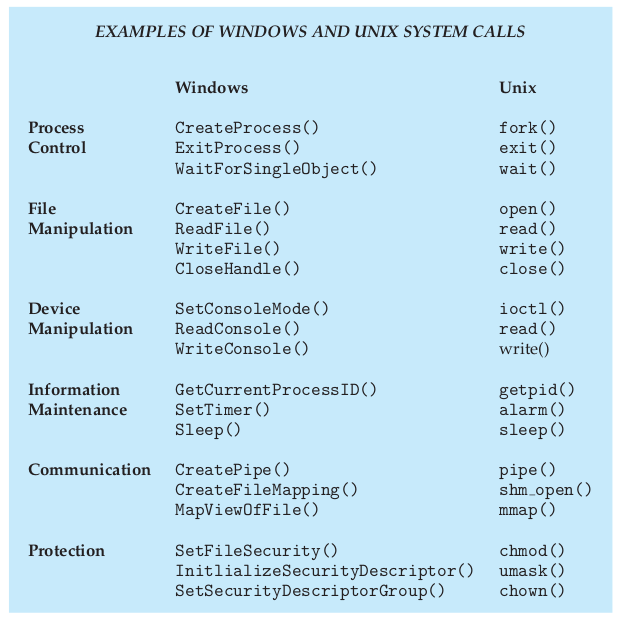 EXAMPLES OF WINDOWS AND UNIX SYSTEM CALLS
Windows Unix
Process CreateProcess() fork()
Control ExitProcess() exit()
WaitForSingleObject() wait()
File CreateFile() open()
Manipulation ReadFile() read()
WriteFile() write()
CloseHandle() close()
Device SetConsoleMode() ioctl()
Manipulation ReadConsole() read()
WriteConsole() write()
Information GetCurrentProcessID() getpid()
Maintenance SetTimer() alarm()
Sleep() sleep()
Communication CreatePipe() pipe()
CreateFileMapping() shm_open()
MapViewOfFile() mmap()
Protection SetFileSecurity() chmod()
InitlializeSecurityDescriptor() umask()
SetSecurityDescriptorGroup() chown()